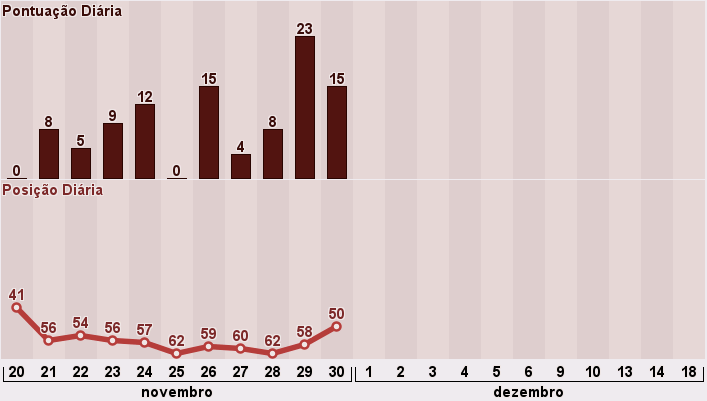 Pontuação Diária
0 8 5 9 12 0 15 4 8 23 15
Posição Diária
41 56 54 56 57 62 59 60 62 58 50
20 21 22 23 24 25 26 27 28 29 30 1 2 3 4 5 6 9 10 13 14 18
novembro dezembro